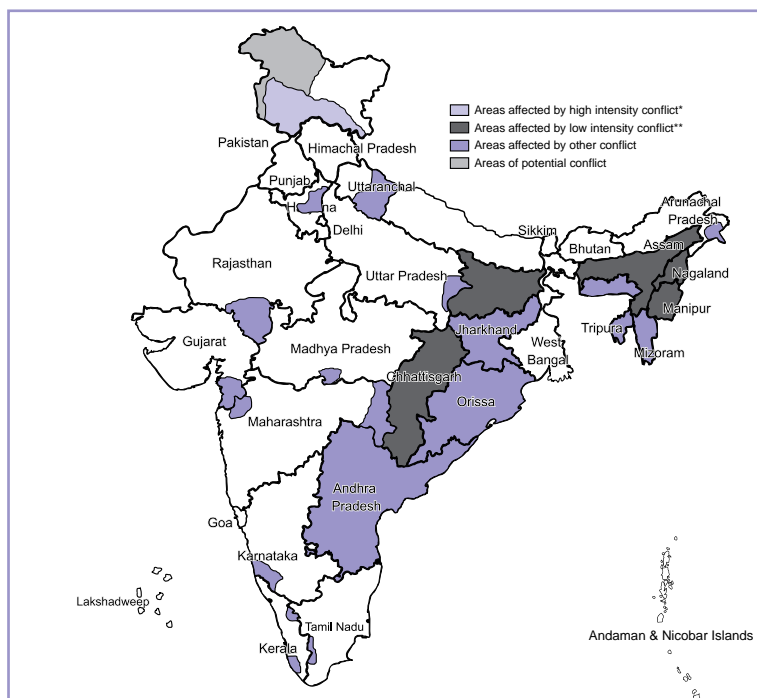 Areas affected by high intensity conflict*
Areas affected by low intensity conflict**
Areas affected by other conflict
Areas of potential conflict
Pakistan
Himachal Pradesh
Punjab
Uttaranchal
Delhi
Arunachal
Pradesh
Sikkim
Bhutan
Assam
Rajasthan
Nagaland
Uttar Pradesh
Manipur
Jharkhand
Tripura
Gujarat
West
Bangal
Madhya Pradesh
Mizoram
Chhattisgarh
Orissa
Maharashtra
Andhra
Pradesh
Goa
Karnataka
Lakshadweep
Tamil Nadu
Andaman & Nicobar Islands
Kerala